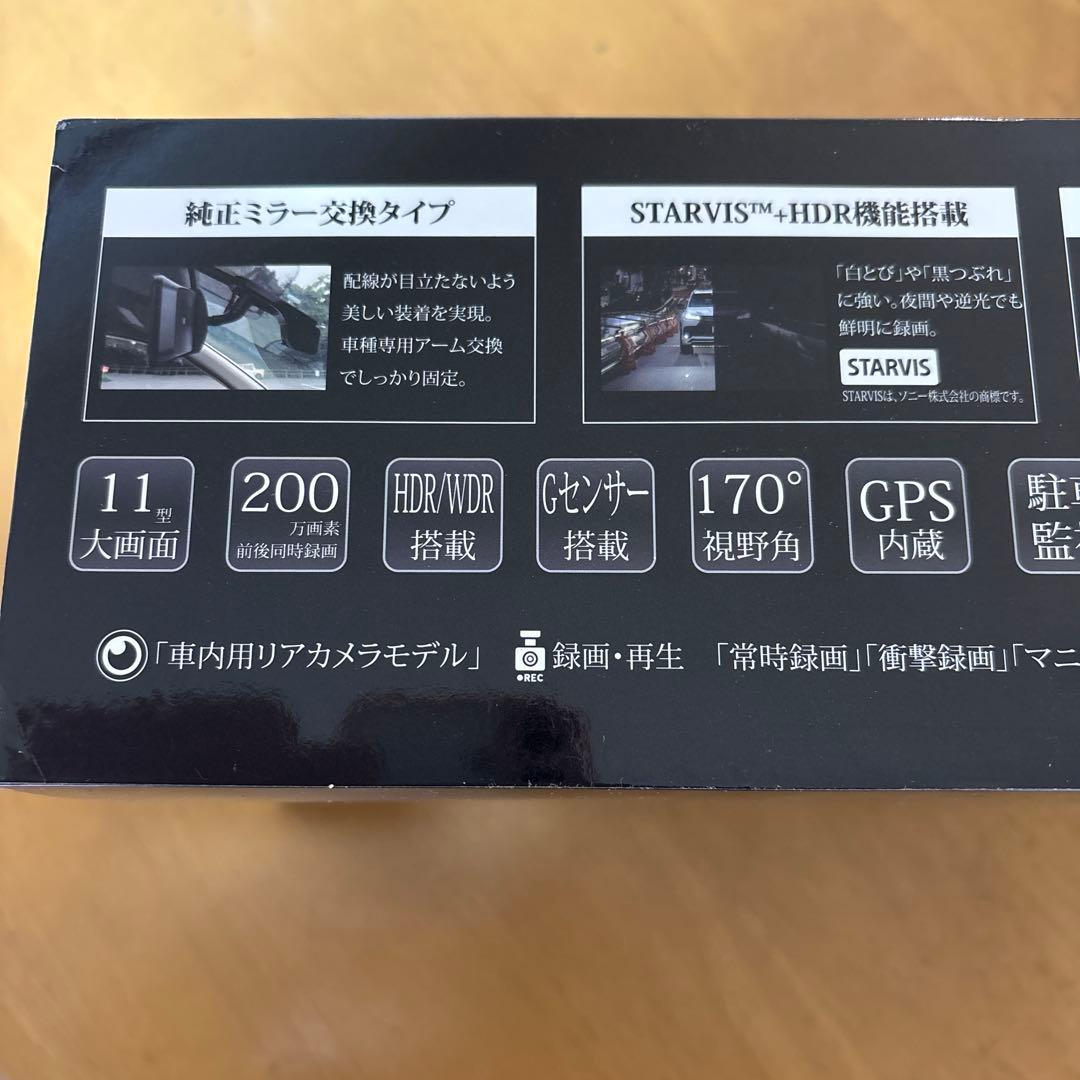 純正ミラー交換タイプ
配線が目立たないよう
美しい装着を実現。
車種専用アーム交換
でしっかり固定。
STARVIS™+HDR機能搭載
「白とび」や「黒つぶれ」
に強い。夜間や逆光でも
鮮明に録画。
STARVIS
STARVISは、ソニー株式会社の商標です。
11型
大画面
200
万画素
前後同時録画
HDR/WDR
搭載
Gセンサー
搭載
170°
視野角
GPS
内蔵
駐車
監視
「車内用リアカメラモデル」
REC
録画・再生 「常時録画」「衝撃録画」「マニ